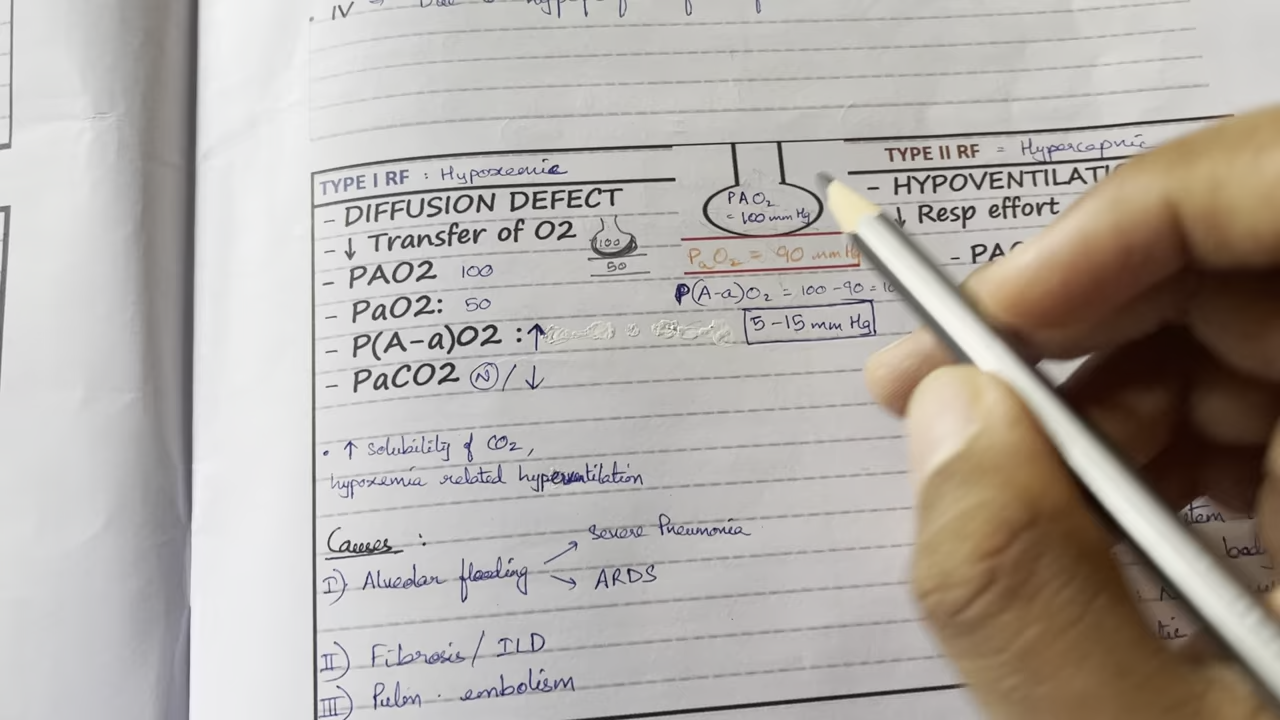 IV →
TYPE I RF : Hypoxemia
- DIFFUSION DEFECT
- ↓ Transfer of O2
100
50
- PAO2 100
- PaO2: 50
- P(A-a)O2 :↑
- PaCO2 (N) / ↓
• ↑ solubility of CO₂,
hypoxemia related hyperventilation
Causes :
I) Alveolar flooding
→ Severe Pneumonia
→ ARDS
II) Fibrosis / ILD
III) Pulm. embolism
PAO₂
= 100 mm Hg
PaO₂ = 90 mm Hg
P(A-a)O₂ = 100 - 90 = 10
5-15 mm Hg
TYPE II RF = Hypercapnic
- HYPOVENTILATI
↓ Resp effort